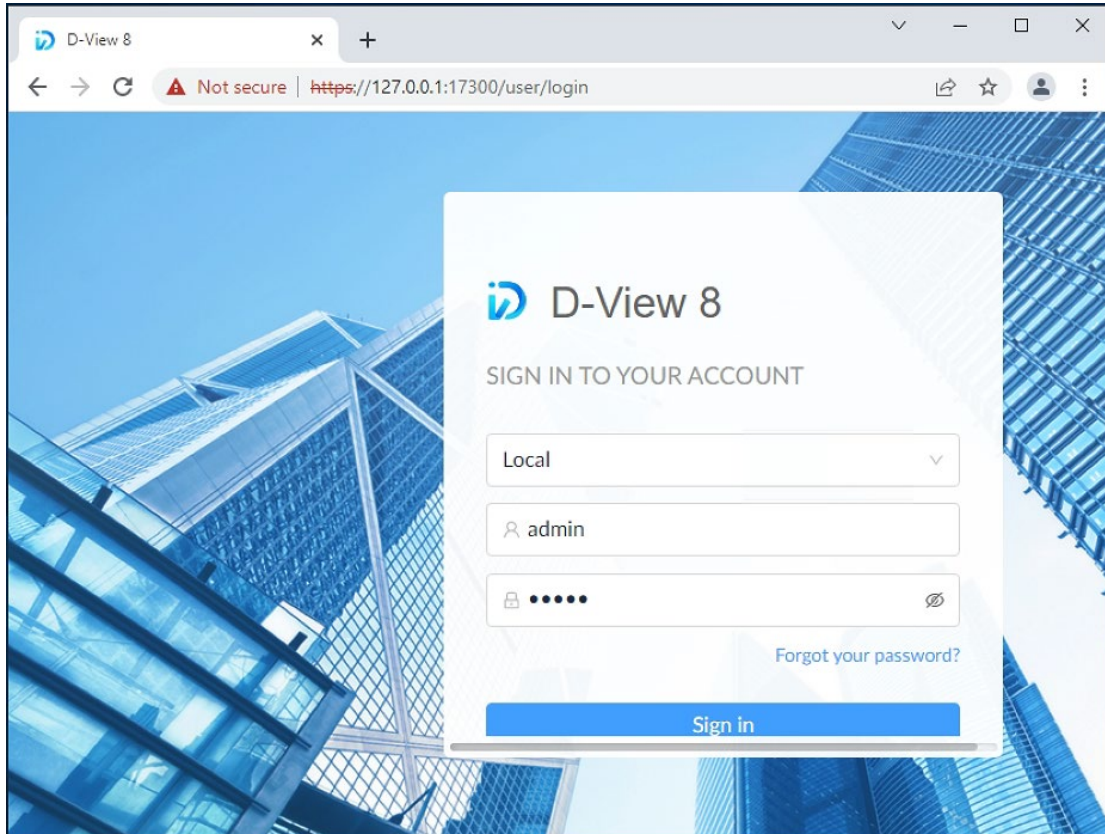 D-View 8
Not secure https://127.0.0.1:17300/user/login
D-View 8
SIGN IN TO YOUR ACCOUNT
Local
admin
•••••
Forgot your password?
Sign in